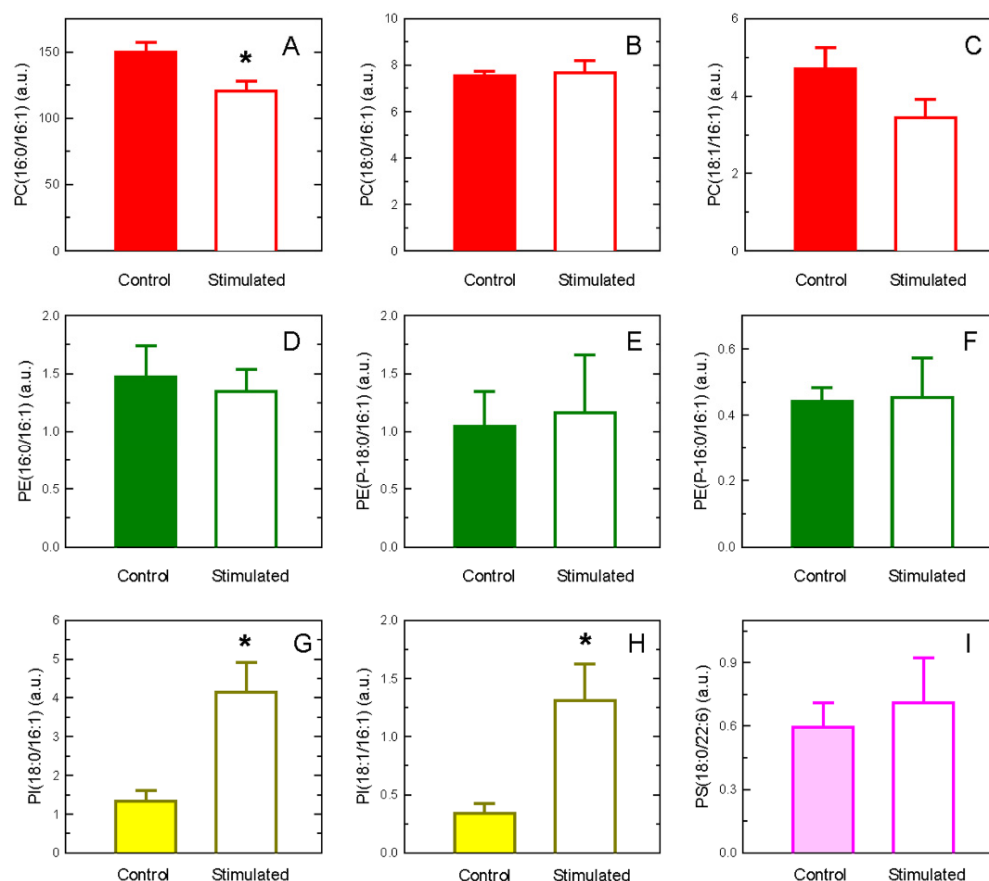 A
*
PC(16:0/16:1) (a.u.)
150
100
50
0
Control Stimulated
B
PC(18:0/16:1) (a.u.)
10
8
6
4
2
0
Control Stimulated
C
PC(18:1/16:1) (a.u.)
6
4
2
0
Control Stimulated
D
PE(16:0/16:1) (a.u.)
2.0
1.5
1.0
0.5
0.0
Control Stimulated
E
PE(P-18:0/16:1) (a.u.)
2.0
1.5
1.0
0.5
0.0
Control Stimulated
F
PE(P-16:0/16:1) (a.u.)
0.6
0.4
0.2
0.0
Control Stimulated
G
*
PI(18:0/16:1) (a.u.)
6
5
4
3
2
1
0
Control Stimulated
H
*
PI(18:1/16:1) (a.u.)
2.0
1.5
1.0
0.5
0.0
Control Stimulated
I
PS(18:0/22:6) (a.u.)
0.9
0.6
0.3
0.0
Control Stimulated